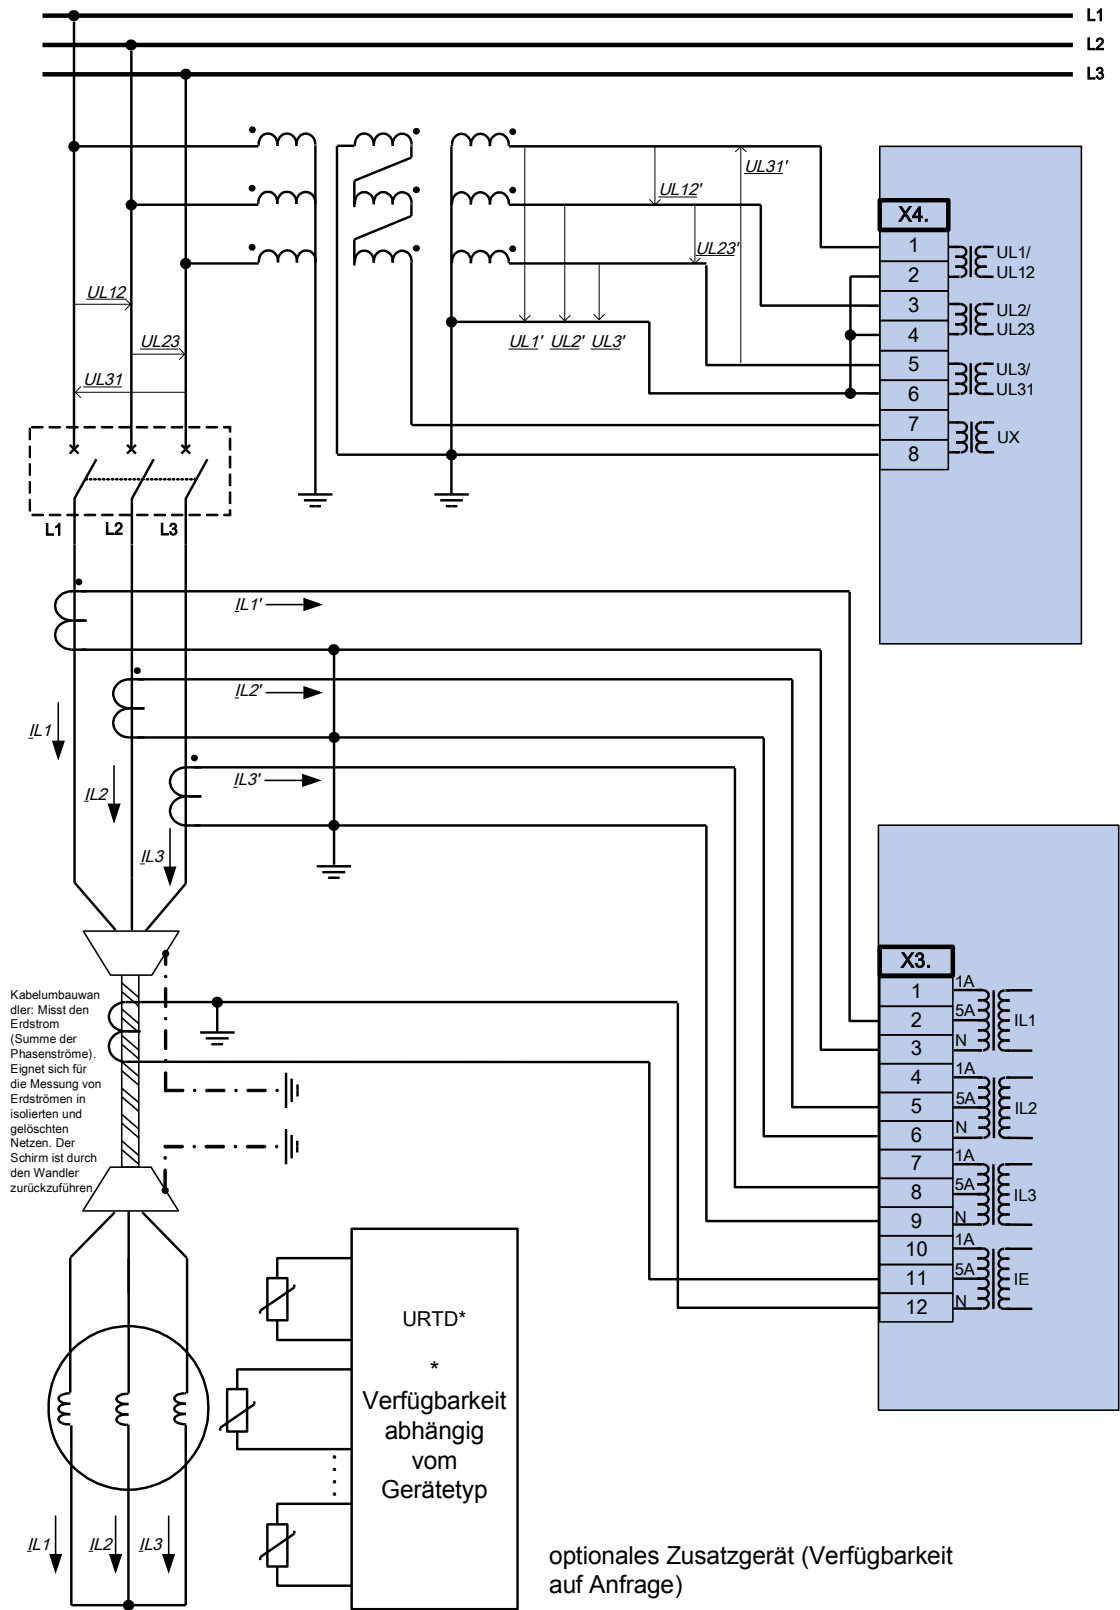 L1
L2
L3
UL31'
UL12'
UL23'
UL1'
UL2'
UL3'
UL12
UL23
UL31
X4.
1
2
3
4
5
6
7
8
UL1/
UL12
UL2/
UL23
UL3/
UL31
UX
L1
L2
L3
IL1'
IL2'
IL3'
IL1
IL2
IL3
X3.
1
2
3
4
5
6
7
8
9
10
11
12
1A
5A
N
IL1
1A
5A
N
IL2
1A
5A
N
IL3
1A
5A
N
IE
Kabelumbauwan
dler: Misst den
Erdstrom
(Summe der
Phasenströme).
Eignet sich für
die Messung von
Erdströmen in
isolierten und
gelöschten
Netzen. Der
Schirm ist durch
den Wandler
zurückzuführen
URTD*
*
Verfügbarkeit
abhängig
vom
Gerätetyp
IL1
IL2
IL3
optionales Zusatzgerät (Verfügbarkeit
auf Anfrage)